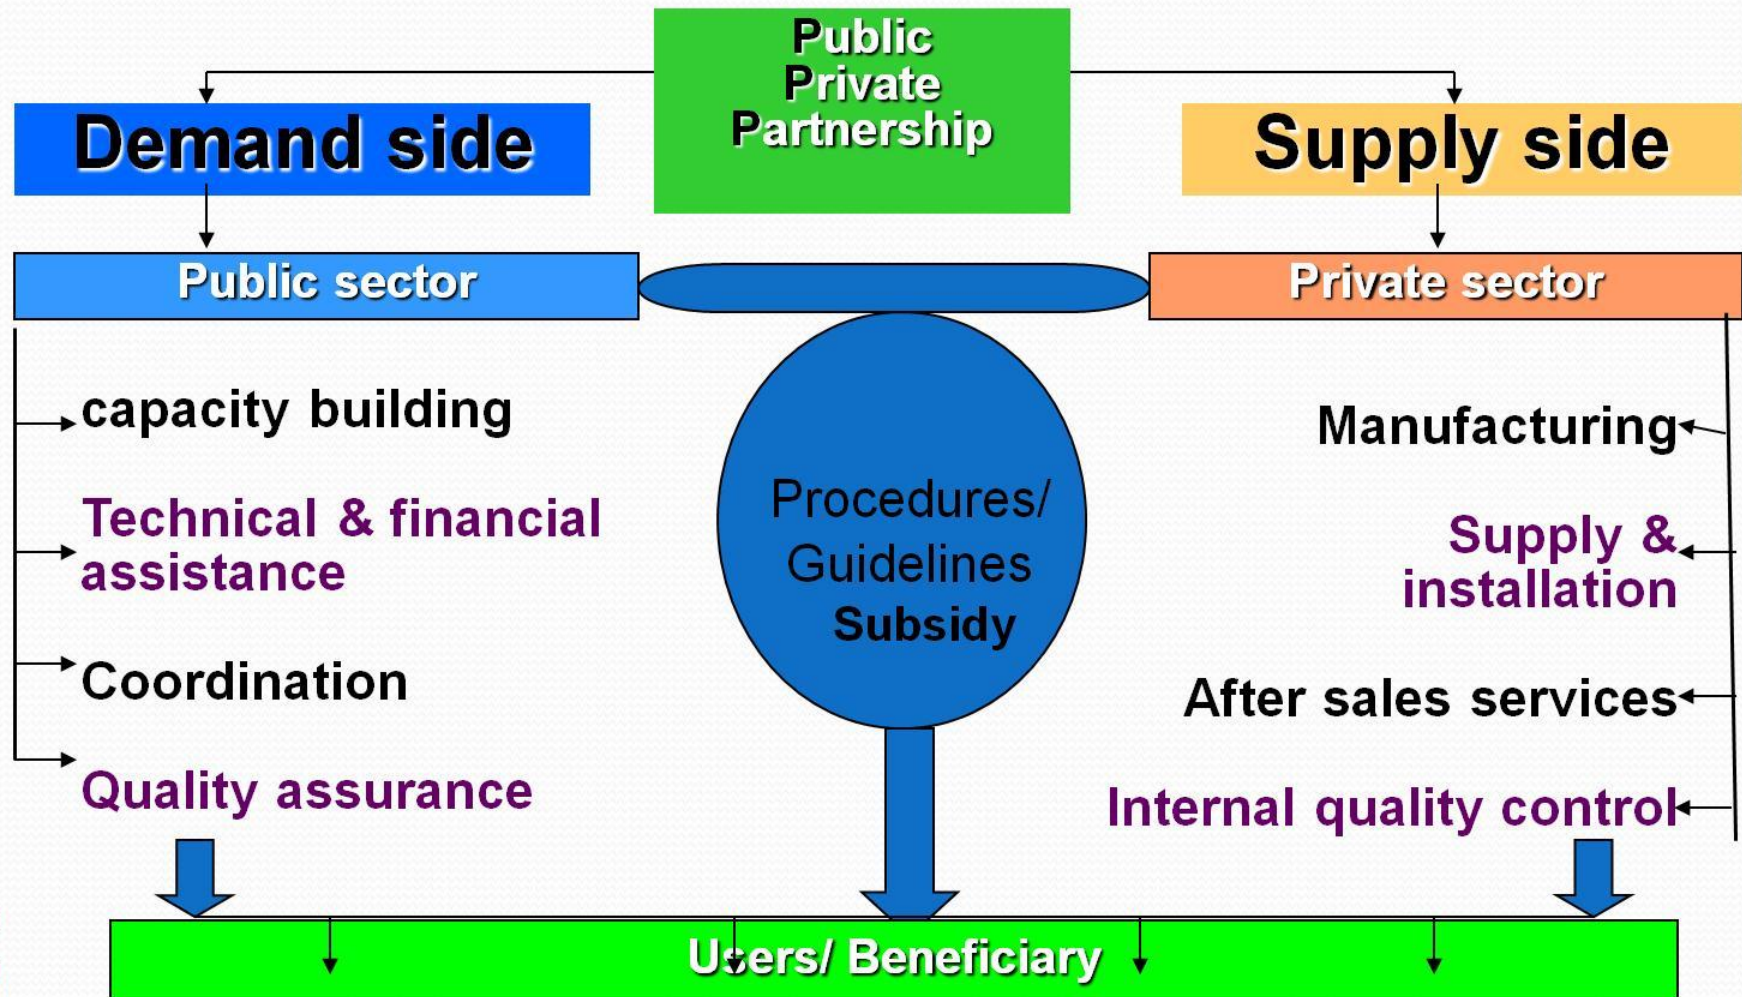 Public
Private
Partnership
Demand side
Supply side
Public sector
Private sector
capacity building
Technical & financial
assistance
Coordination
Quality assurance
Procedures/
Guidelines
Subsidy
Manufacturing
Supply &
installation
After sales services
Internal quality control
Users/ Beneficiary